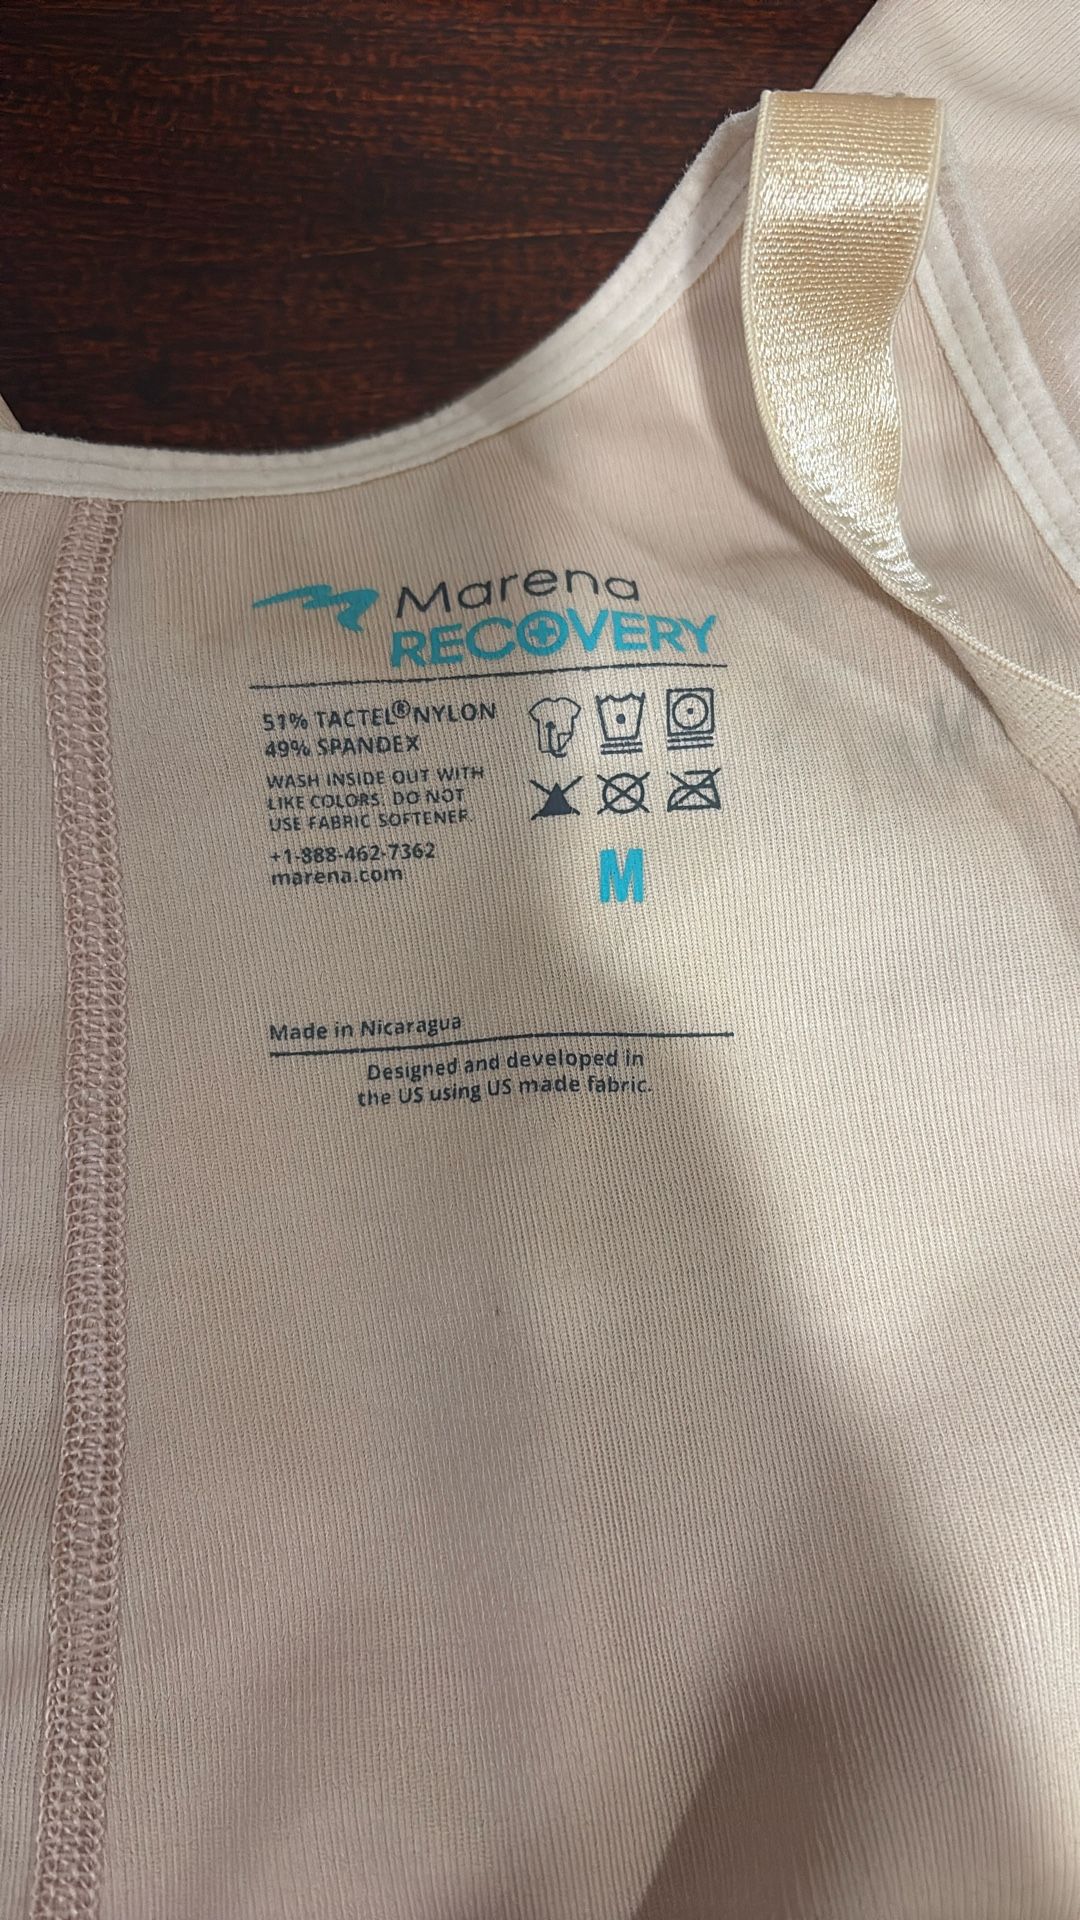 Marena
RECOVERY
51% TACTEL® NYLON
49% SPANDEX
WASH INSIDE OUT WITH
LIKE COLORS. DO NOT
USE FABRIC SOFTENER.
+1-888-462-7362
marena.com
M
Made in Nicaragua
Designed and developed in
the US using US made fabric.